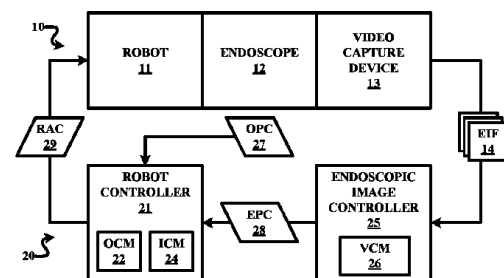 10
ROBOT
11
ENDOSCOPE
12
VIDEO
CAPTURE
DEVICE
13
RAC
29
OPC
27
EIF
14
ROBOT
CONTROLLER
21
OCM
22
ICM
24
EPC
28
ENDOSCOPIC
IMAGE
CONTROLLER
25
VCM
26
20